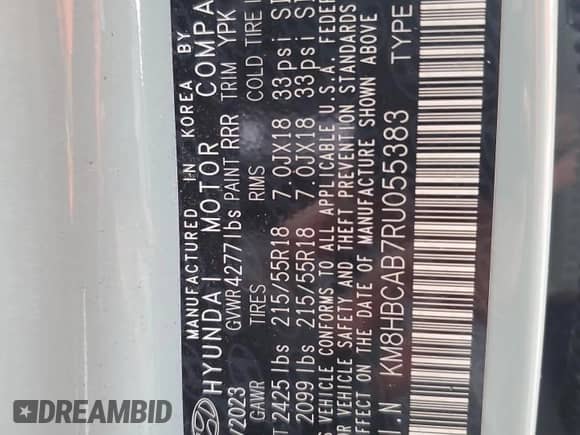 MANUFACTURED IN KOREA BY
HYUNDAI MOTOR COMPA
/2023 GVWR 4277lbs PAINT RRR TRIM YPK
GAWR TIRES RIMS COLD TIRE
T 2425 lbs 215/55R18 7.0JX18 33psi
2099 lbs 215/55R18 7.0JX18 33psi
S VEHICLE CONFORMS TO ALL APPLICABLE U.S.A. FEDE
OR VEHICLE SAFETY AND THEFT PREVENTION STANDARDS
EFFECT ON THE DATE OF MANUFACTURE SHOWN ABOVE
I.N KM8HBCAB7RU055383 TYPE
DREAMBID